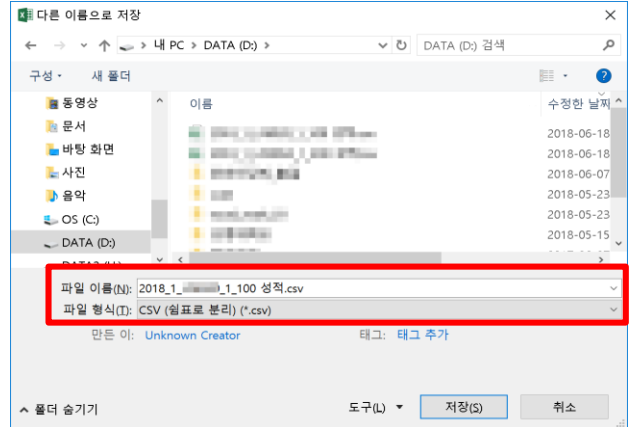 다른 이름으로 저장
내 PC > DATA (D:) >
DATA (D:) 검색
구성
새 폴더
동영상
문서
바탕 화면
사진
음악
OS (C:)
DATA (D:)
이름
수정한 날짜
2018-06-18
2018-06-18
2018-06-07
2018-05-23
2018-05-23
2018-05-15
파일 이름(N): 2018_1_ _1_100 성적.csv
파일 형식(T): CSV (쉼표로 분리) (*.csv)
만든 이: Unknown Creator
태그: 태그 추가
폴더 숨기기
도구(L)
저장(S)
취소